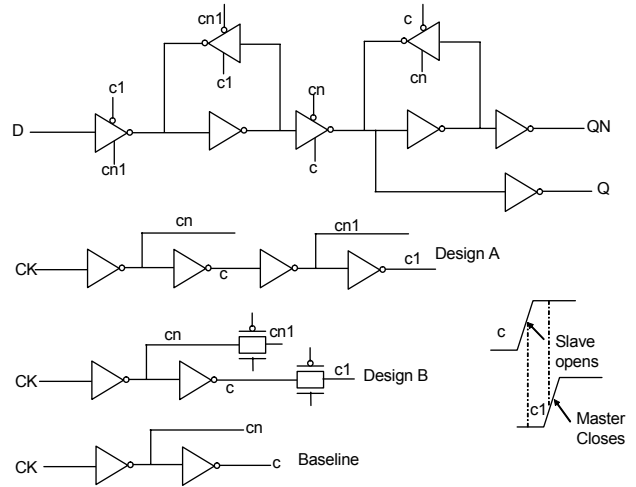 cn1
c
c1
c1
cn
cn
D
QN
cn1
c
Q
cn
cn1
CK
c
c1
Design A
c
Slave
opens
cn
cn1
CK
c
c1
Design B
c1
Master
Closes
cn
CK
c
Baseline